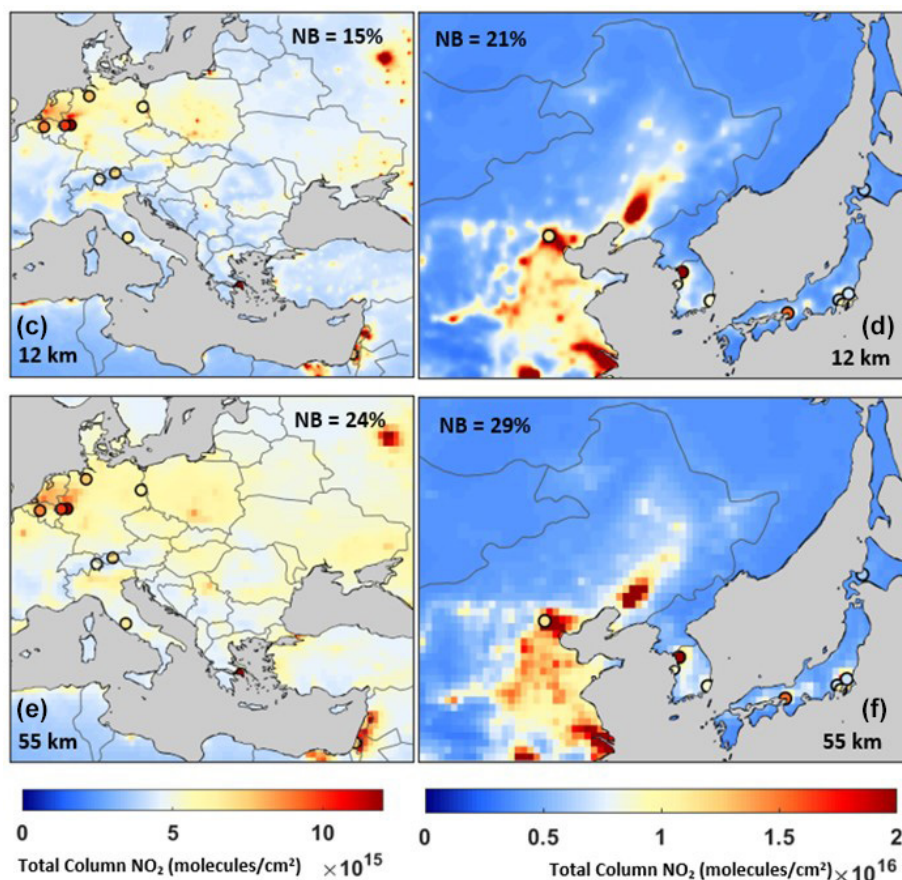 NB = 15%
NB = 21%
(c)
12 km
(d)
12 km
NB = 24%
NB = 29%
(e)
55 km
(f)
55 km
0 5 10
0 0.5 1 1.5 2
Total Column NO₂ (molecules/cm²) ×10¹⁵
Total Column NO₂ (molecules/cm²) ×10¹⁶